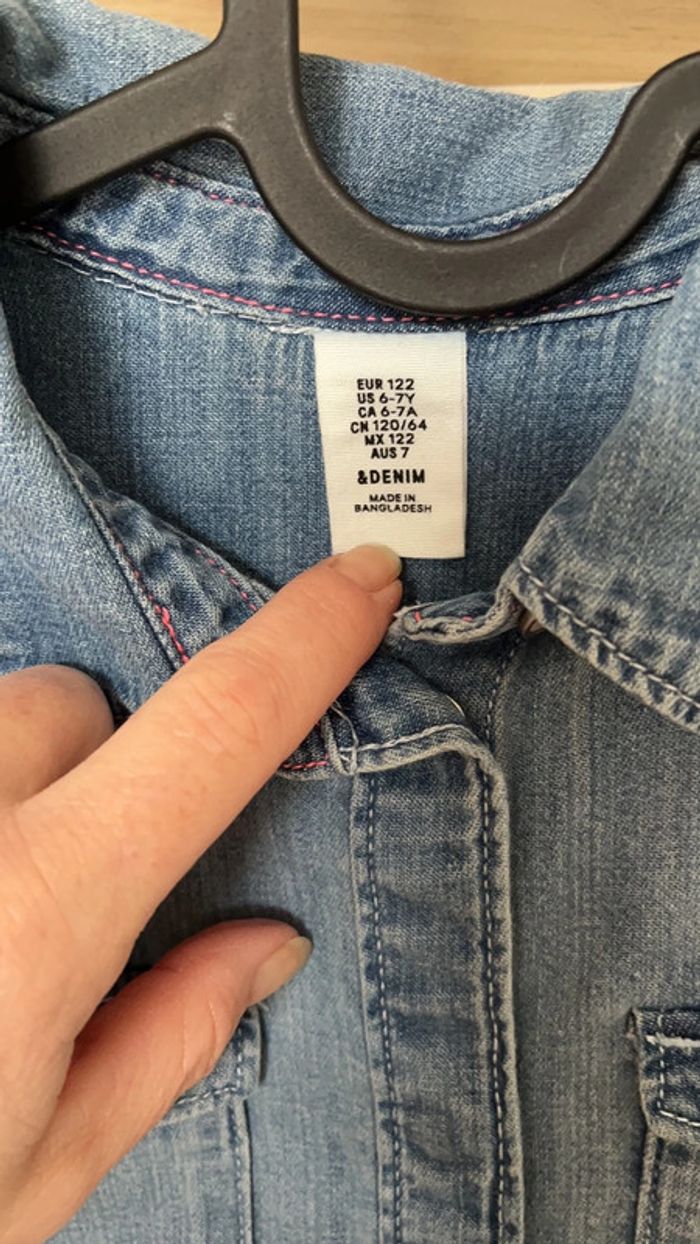 EUR 122
US 6-7Y
CA 6-7A
CN 120/64
MX 122
AUS 7
&DENIM
MADE IN
BANGLADESH